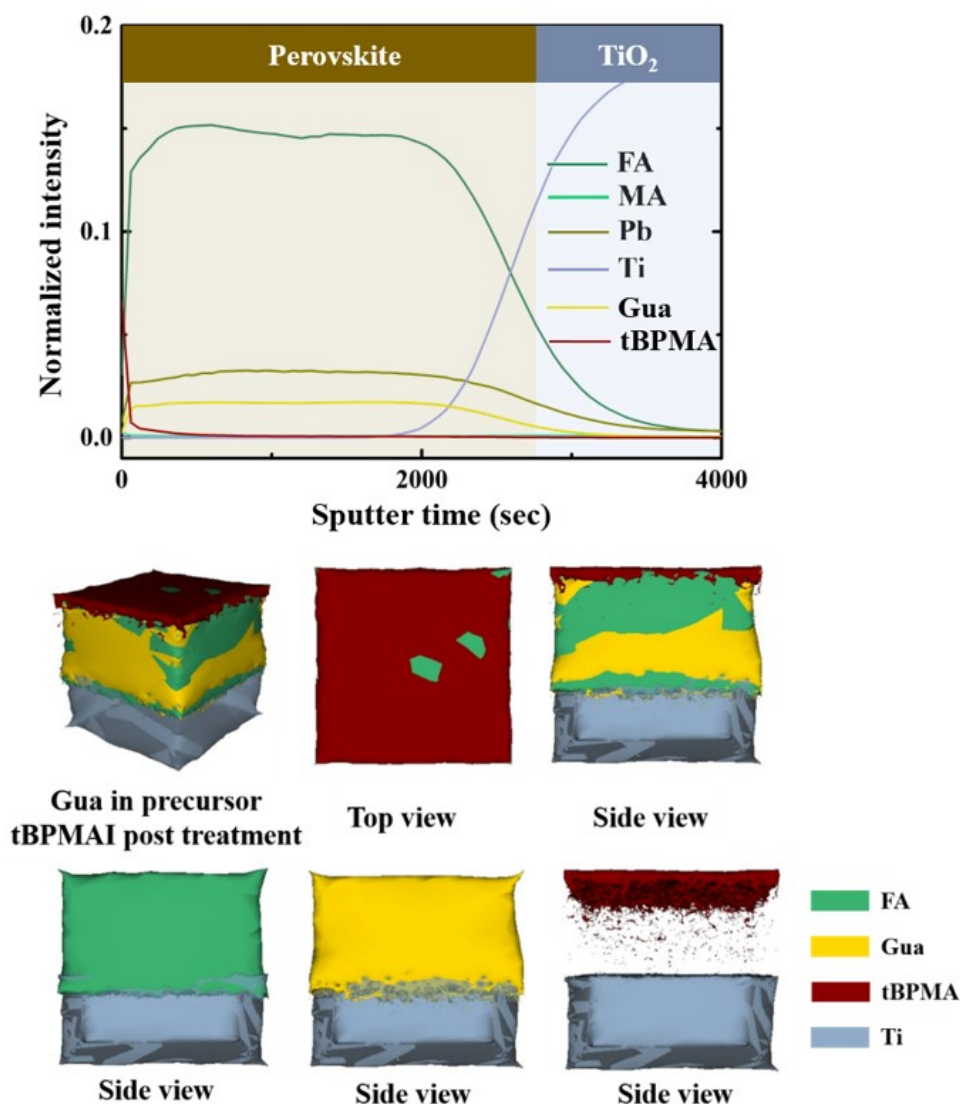 Perovskite
TiO₂
Normalized intensity
0.2
0.1
0.0
FA
MA
Pb
Ti
Gua
tBPMA
0
2000
4000
Sputter time (sec)
Gua in precursor
tBPMAI post treatment
Top view
Side view
FA
Gua
tBPMA
Ti
Side view
Side view
Side view